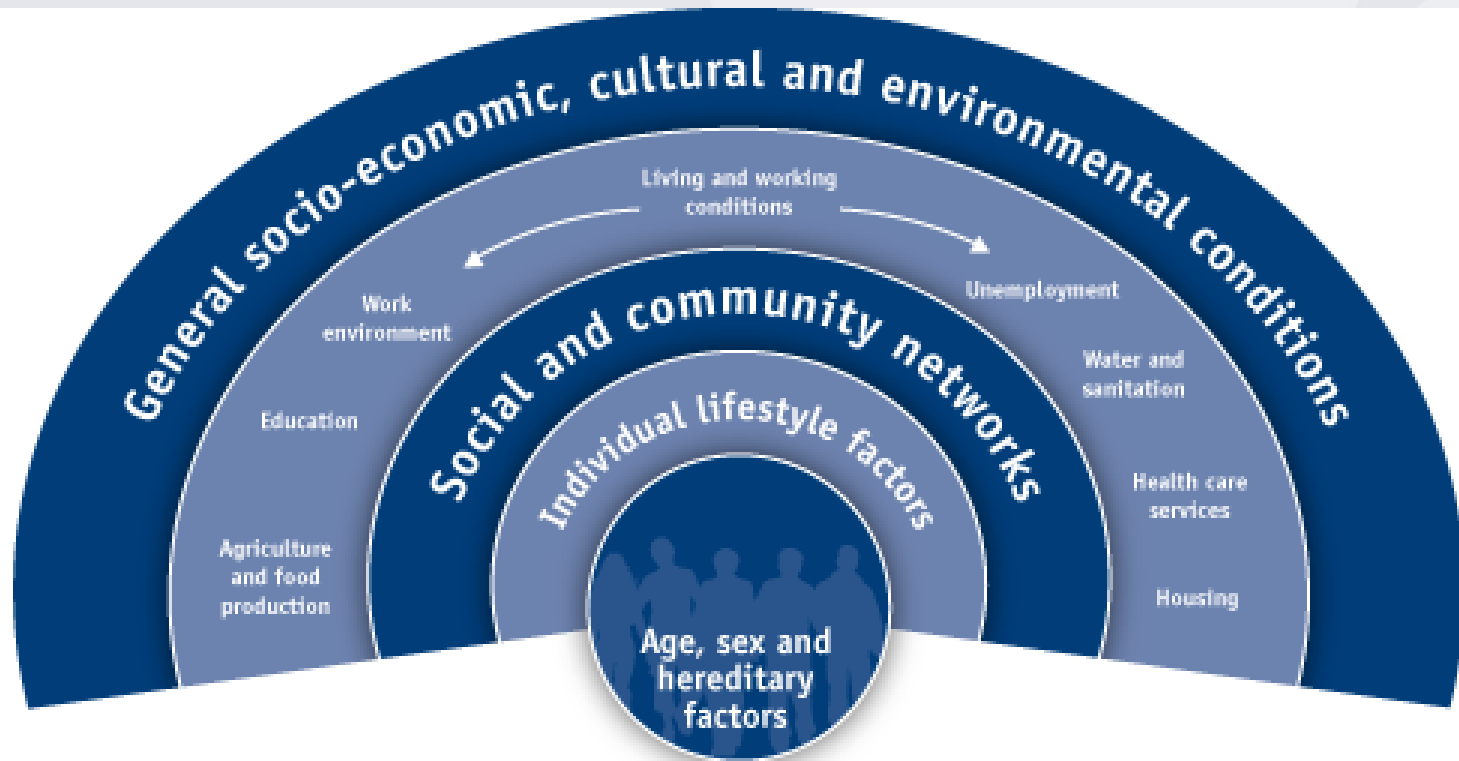 General socio-economic, cultural and environmental conditions
Living and working
conditions
Work
environment
Unemployment
Education
Water and
sanitation
Agriculture
and food
production
Health care
services
Housing
Social and community networks
Individual lifestyle factors
Age, sex and
hereditary
factors